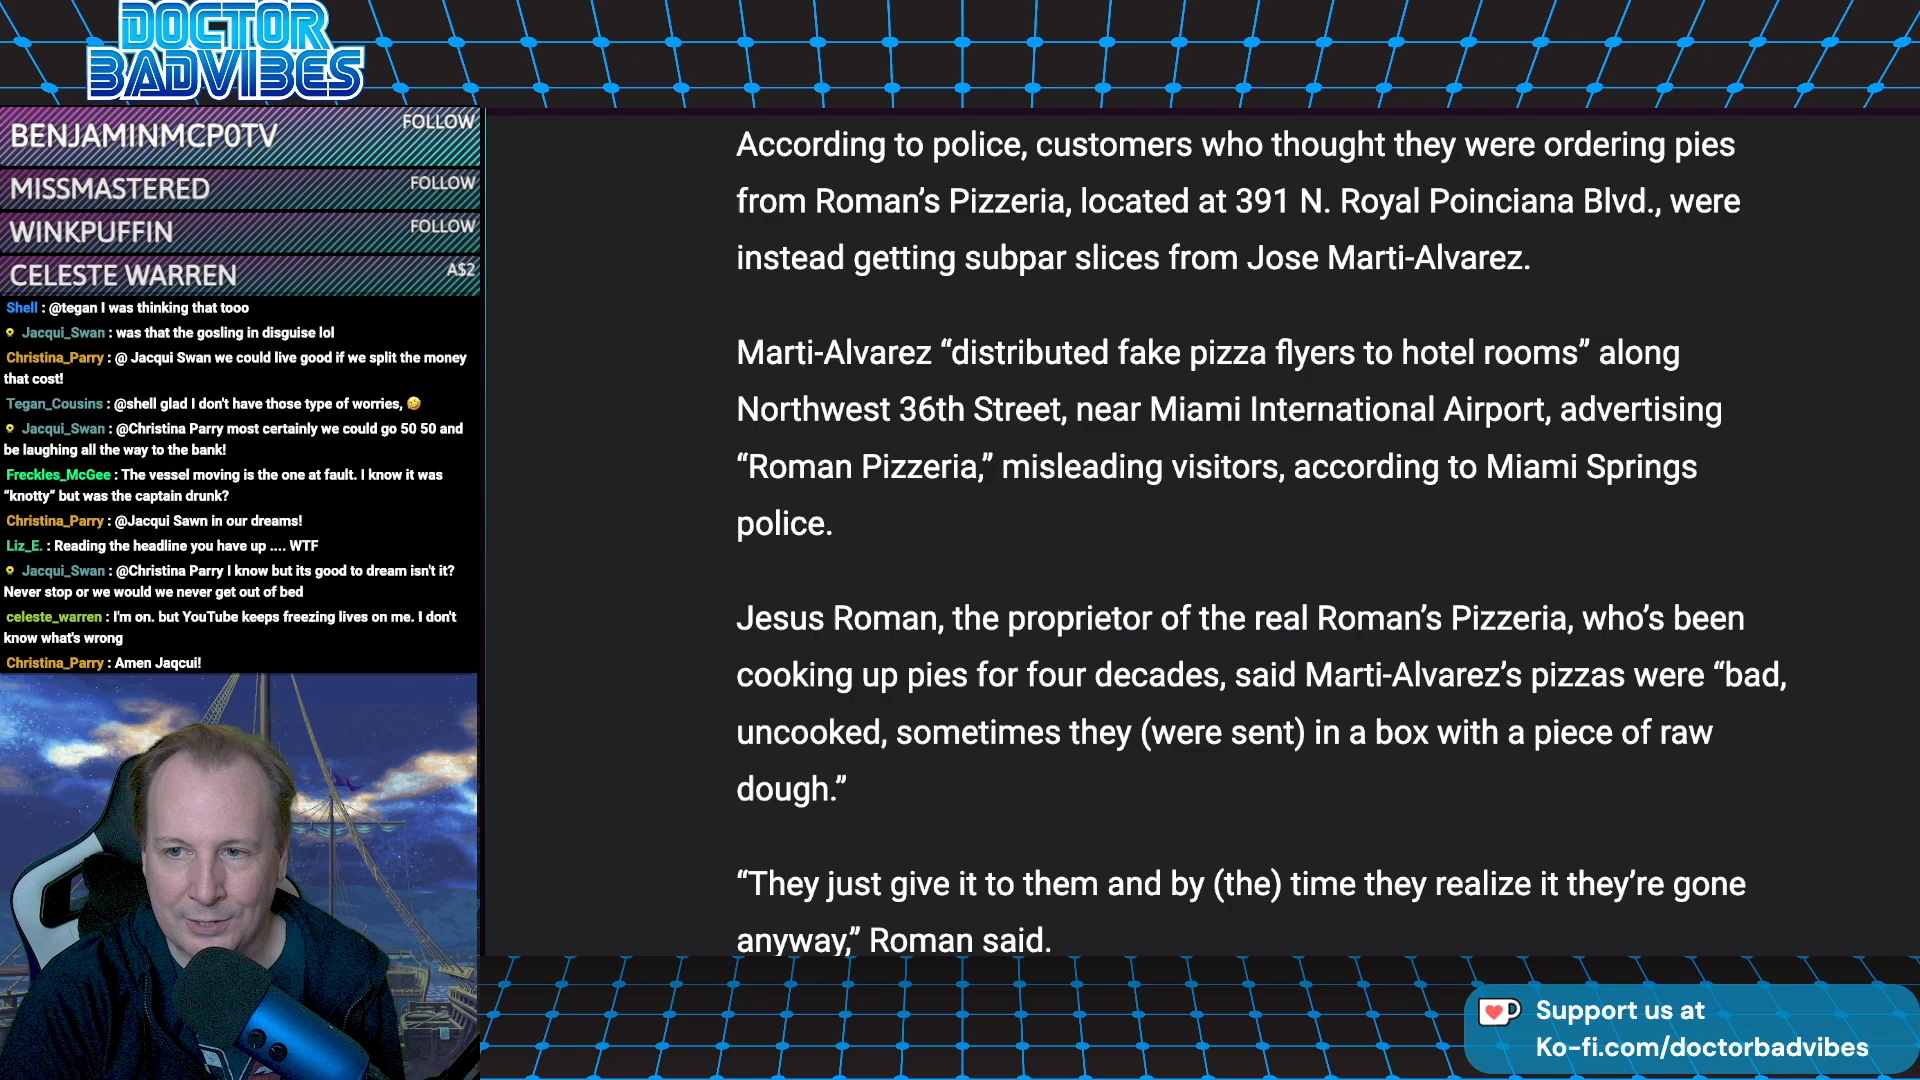 DOCTOR
BADVIBES
BENJAMINMCP0TV FOLLOW
MISSMASTERED FOLLOW
WINKPUFFIN FOLLOW
CELESTE WARREN A$2
Shell : @tegan I was thinking that tooo
Jacqui_Swan : was that the gosling in disguise lol
Christina_Parry : @ Jacqui Swan we could live good if we split the money
that cost!
Tegan_Cousins : @shell glad I don't have those type of worries, 🤣
Jacqui_Swan : @Christina Parry most certainly we could go 50 50 and
be laughing all the way to the bank!
Freckles_McGee : The vessel moving is the one at fault. I know it was
“knotty” but was the captain drunk?
Christina_Parry : @Jacqui Sawn in our dreams!
Liz_E. : Reading the headline you have up .... WTF
Jacqui_Swan : @Christina Parry I know but its good to dream isn't it?
Never stop or we would we never get out of bed
celeste_warren : I'm on. but YouTube keeps freezing lives on me. I don't
know what's wrong
Christina_Parry : Amen Jaqcui!
According to police, customers who thought they were ordering pies
from Roman’s Pizzeria, located at 391 N. Royal Poinciana Blvd., were
instead getting subpar slices from Jose Marti-Alvarez.
Marti-Alvarez “distributed fake pizza flyers to hotel rooms” along
Northwest 36th Street, near Miami International Airport, advertising
“Roman Pizzeria,” misleading visitors, according to Miami Springs
police.
Jesus Roman, the proprietor of the real Roman’s Pizzeria, who’s been
cooking up pies for four decades, said Marti-Alvarez’s pizzas were “bad,
uncooked, sometimes they (were sent) in a box with a piece of raw
dough.”
“They just give it to them and by (the) time they realize it they’re gone
anyway,” Roman said.
Support us at
Ko-fi.com/doctorbadvibes